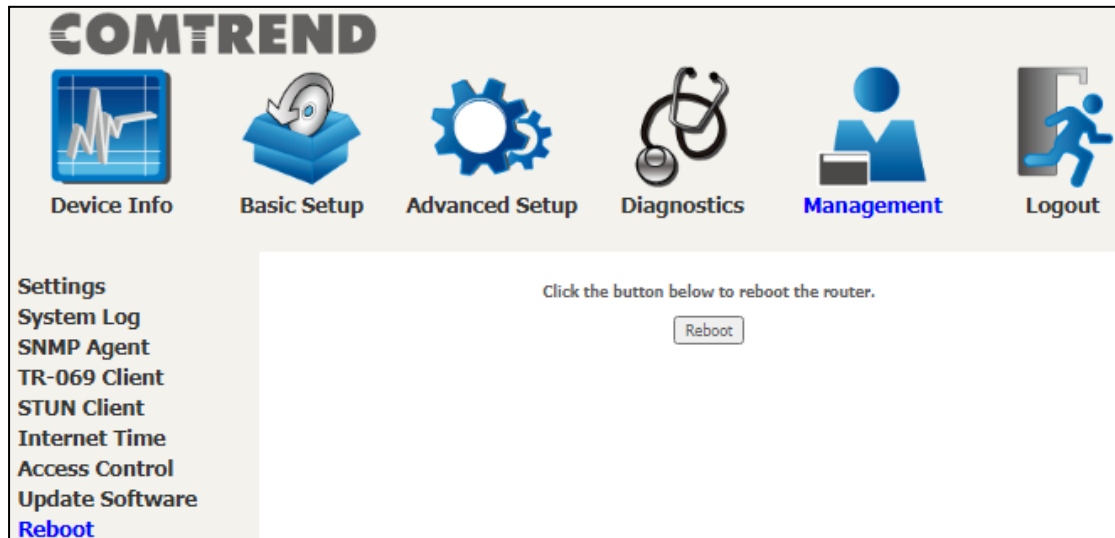 COMTREND
Device Info Basic Setup Advanced Setup Diagnostics Management Logout
Settings
System Log
SNMP Agent
TR-069 Client
STUN Client
Internet Time
Access Control
Update Software
Reboot
Click the button below to reboot the router.
Reboot